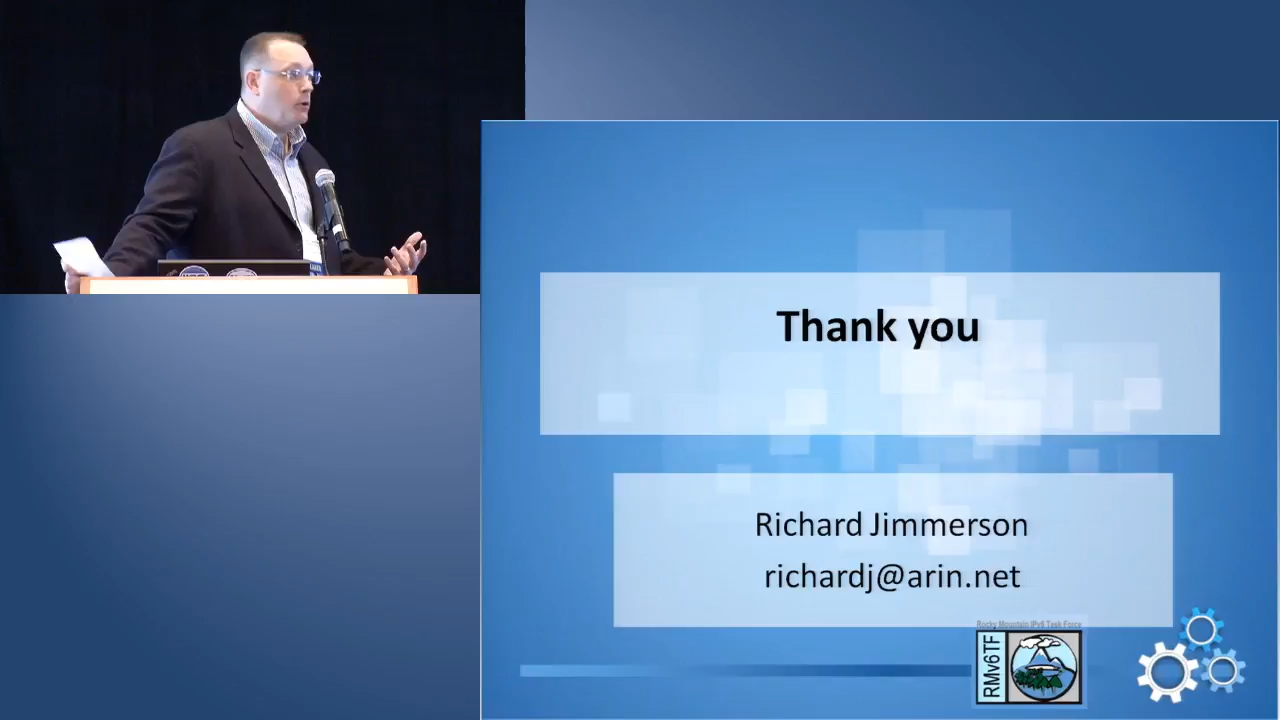 Thank you
Richard Jimmerson
richardj@arin.net
Rocky Mountain IPv6 Task Force
RMv6TF